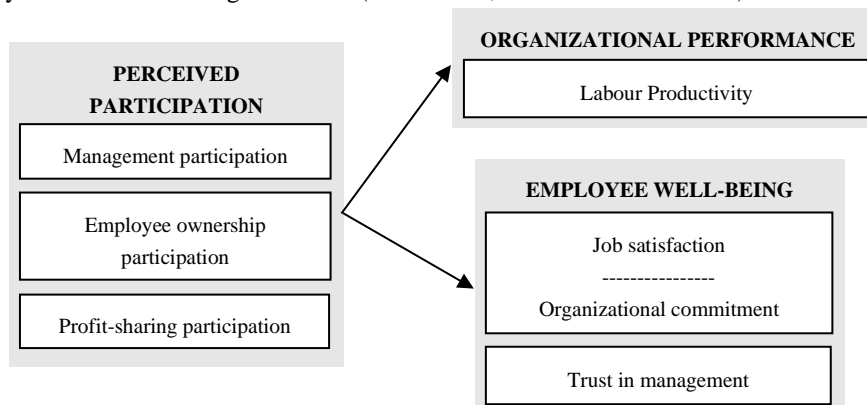 PERCEIVED
PARTICIPATION
Management participation
Employee ownership
participation
Profit-sharing participation
ORGANIZATIONAL PERFORMANCE
Labour Productivity
EMPLOYEE WELL-BEING
Job satisfaction
----------------
Organizational commitment
Trust in management